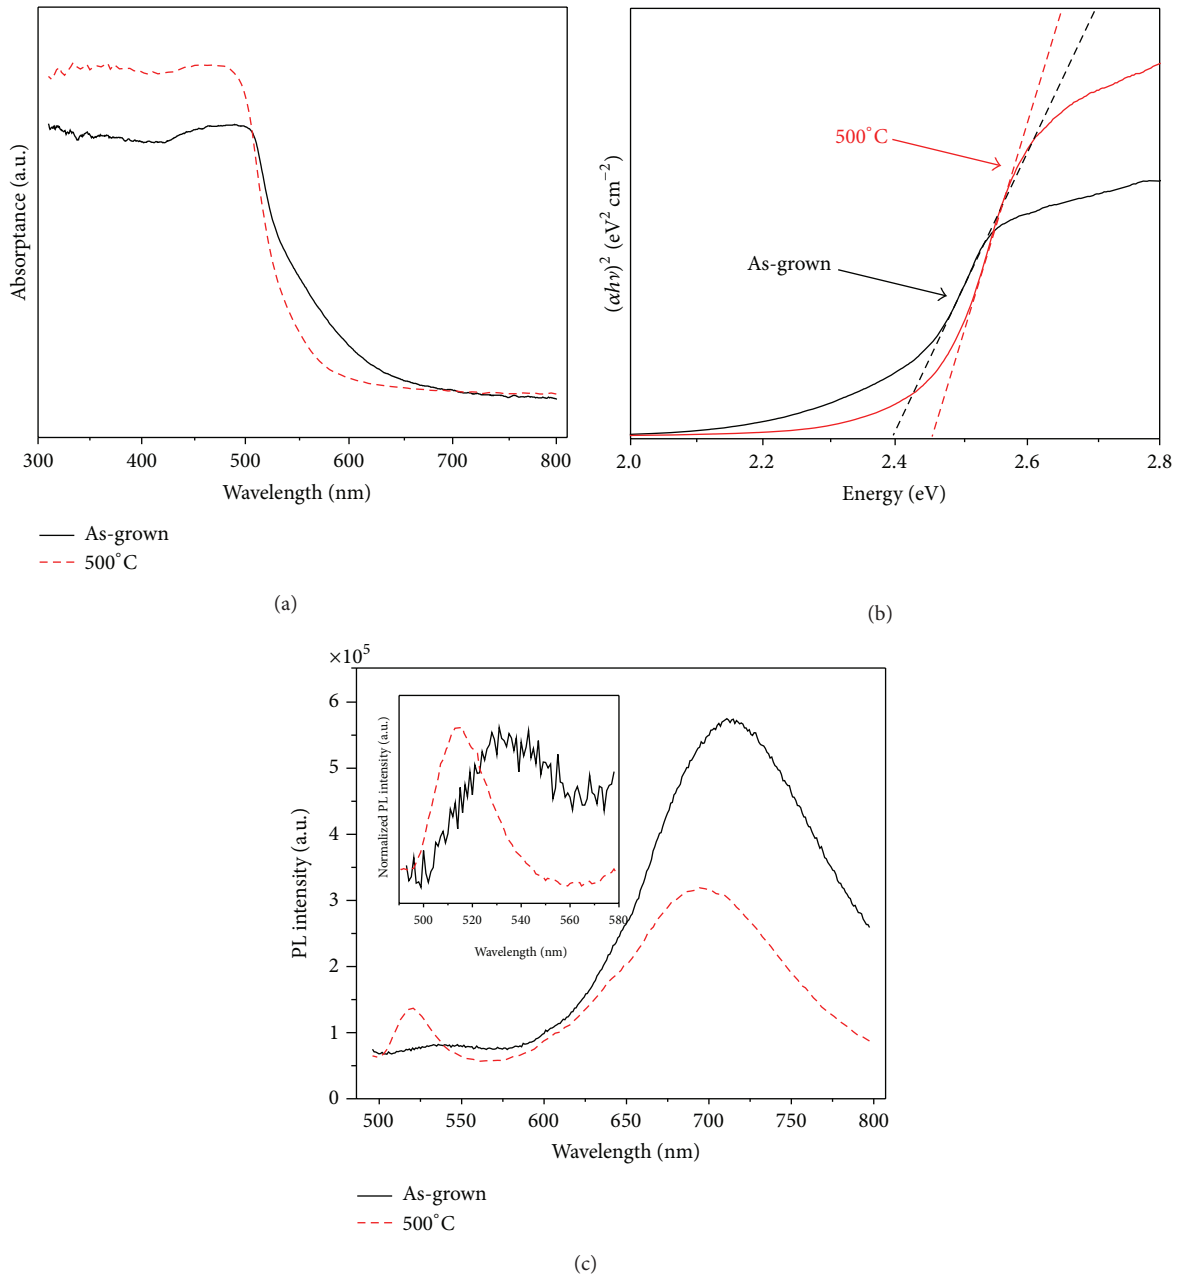 Absorptance (a.u.)
300 400 500 600 700 800
Wavelength (nm)
As-grown
500°C
(a)
(αhν)² (eV² cm⁻²)
500°C
As-grown
2.0 2.2 2.4 2.6 2.8
Energy (eV)
(b)
×10⁵
PL intensity (a.u.)
6
5
4
3
2
1
0
Normalized PL intensity (a.u.)
500 520 540 560 580
Wavelength (nm)
500 550 600 650 700 750 800
Wavelength (nm)
As-grown
500°C
(c)